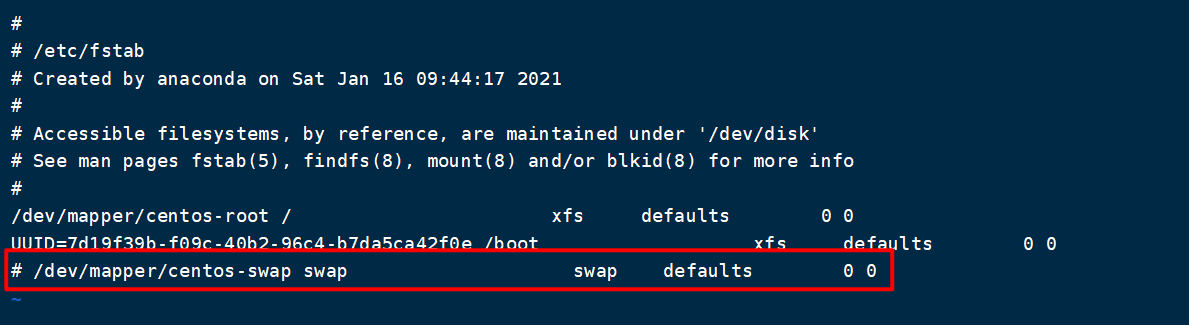 #
# /etc/fstab
# Created by anaconda on Sat Jan 16 09:44:17 2021
#
# Accessible filesystems, by reference, are maintained under '/dev/disk'
# See man pages fstab(5), findfs(8), mount(8) and/or blkid(8) for more info
#
/dev/mapper/centos-root / xfs defaults 0 0
UUID=7d19f39b-f09c-40b2-96c4-b7da5ca42f0e /boot xfs defaults 0 0
# /dev/mapper/centos-swap swap swap defaults 0 0
~